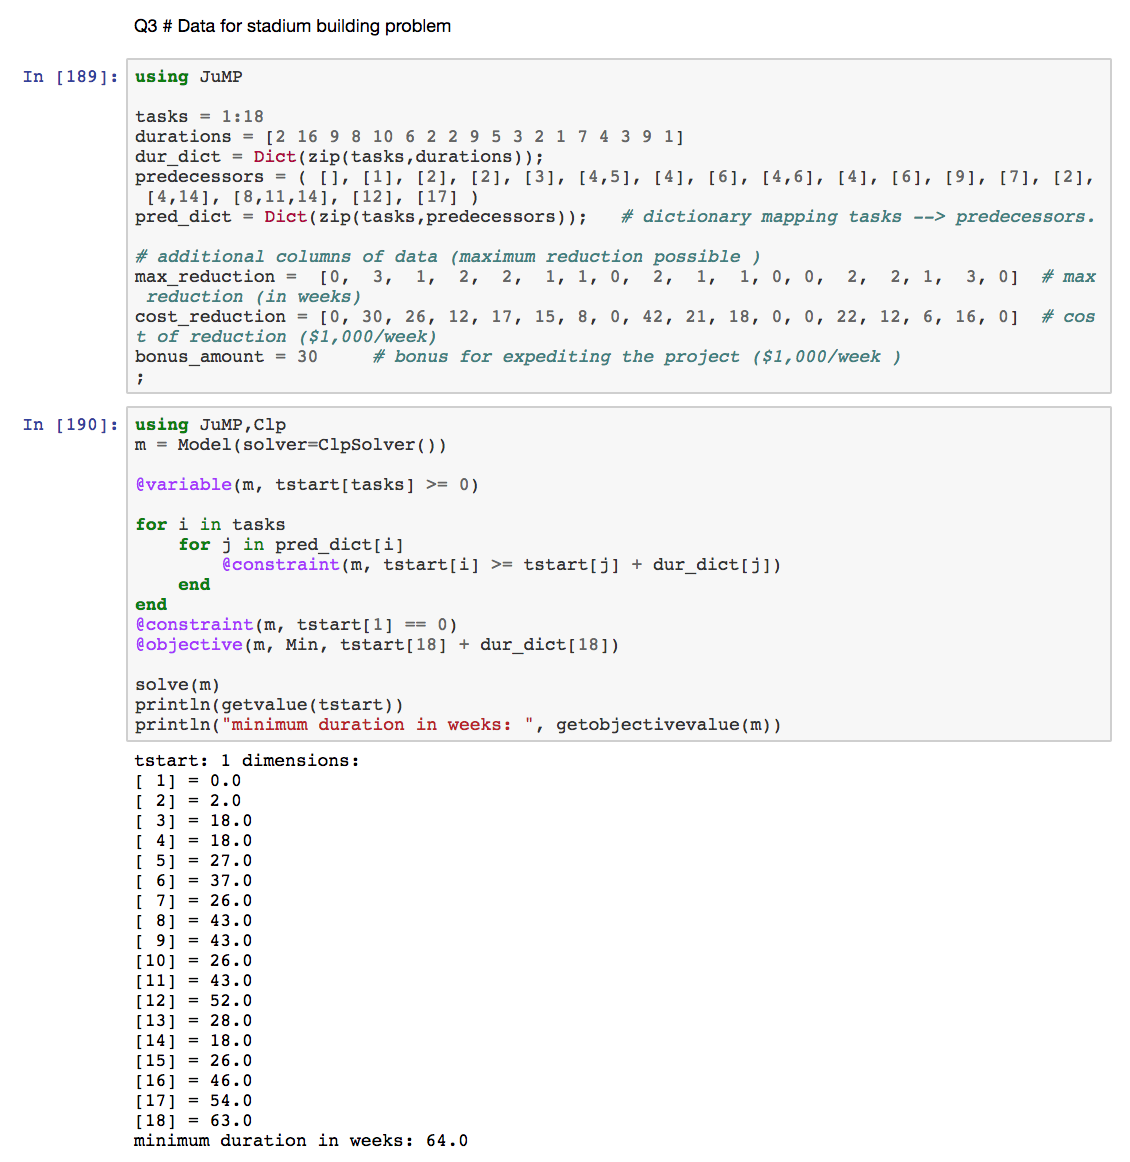 Q3 # Data for stadium building problem
In [189]: using JuMP
tasks = 1:18
durations = [2 16 9 8 10 6 2 2 9 5 3 2 1 7 4 3 9 1]
dur_dict = Dict(zip(tasks,durations));
predecessors = ( [], [1], [2], [2], [3], [4,5], [4], [6], [4,6], [4], [6], [9], [7], [2],
[4,14], [8,11,14], [12], [17] )
pred_dict = Dict(zip(tasks,predecessors)); # dictionary mapping tasks --> predecessors.
# additional columns of data (maximum reduction possible )
max_reduction = [0, 3, 1, 2, 2, 1, 1, 0, 2, 1, 1, 0, 0, 2, 2, 1, 3, 0] # max
reduction (in weeks)
cost_reduction = [0, 30, 26, 12, 17, 15, 8, 0, 42, 21, 18, 0, 0, 22, 12, 6, 16, 0] # cos
t of reduction ($1,000/week)
bonus_amount = 30 # bonus for expediting the project ($1,000/week )
;
In [190]: using JuMP,Clp
m = Model(solver=ClpSolver())
@variable(m, tstart[tasks] >= 0)
for i in tasks
for j in pred_dict[i]
@constraint(m, tstart[i] >= tstart[j] + dur_dict[j])
end
end
@constraint(m, tstart[1] == 0)
@objective(m, Min, tstart[18] + dur_dict[18])
solve(m)
println(getvalue(tstart))
println("minimum duration in weeks: ", getobjectivevalue(m))
tstart: 1 dimensions:
[ 1] = 0.0
[ 2] = 2.0
[ 3] = 18.0
[ 4] = 18.0
[ 5] = 27.0
[ 6] = 37.0
[ 7] = 26.0
[ 8] = 43.0
[ 9] = 43.0
[10] = 26.0
[11] = 43.0
[12] = 52.0
[13] = 28.0
[14] = 18.0
[15] = 26.0
[16] = 46.0
[17] = 54.0
[18] = 63.0
minimum duration in weeks: 64.0